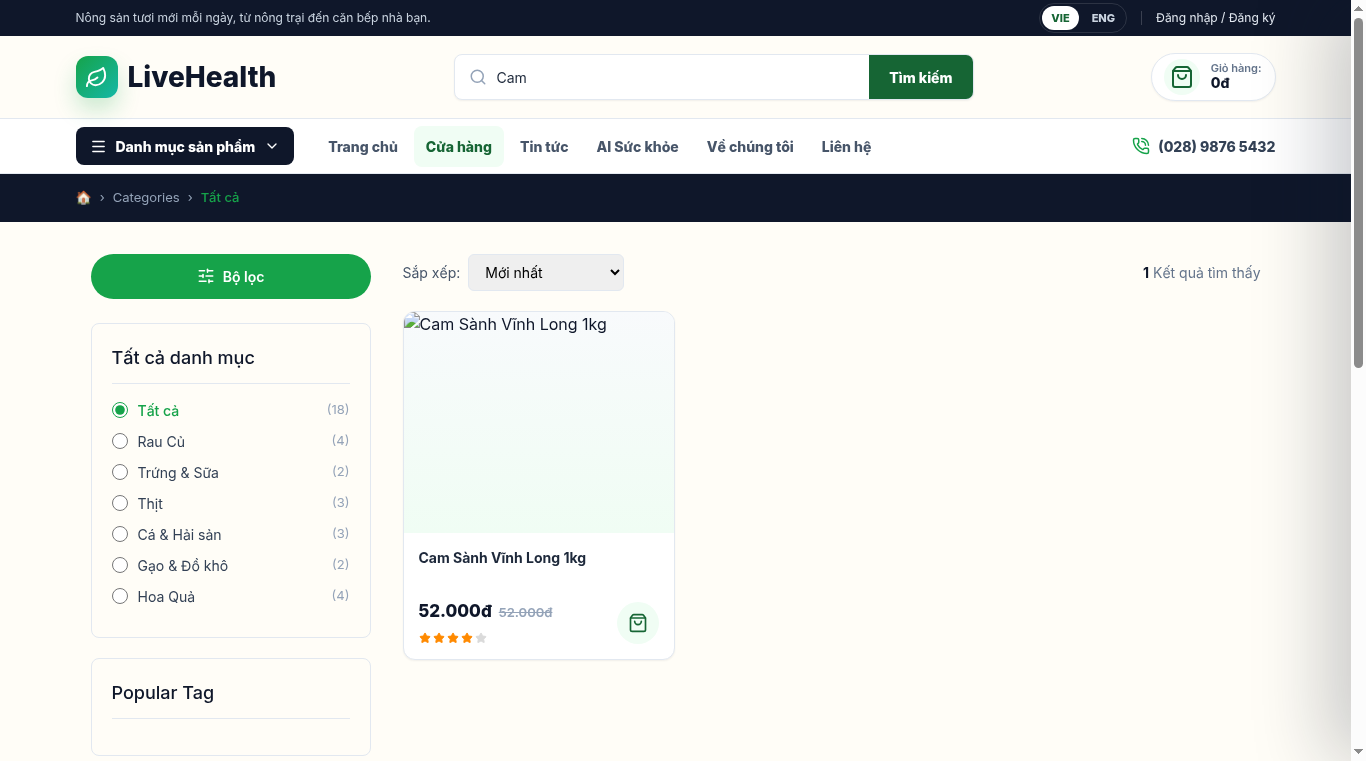 Nông sản tươi mới mỗi ngày, từ nông trại đến căn bếp nhà bạn.
VIE ENG Đăng nhập / Đăng ký
LiveHealth
Cam
Tìm kiếm
Giỏ hàng:
0đ
Danh mục sản phẩm
Trang chủ Cửa hàng Tin tức AI Sức khỏe Về chúng tôi Liên hệ
(028) 9876 5432
🏠 › Categories › Tất cả
Bộ lọc
Sắp xếp: Mới nhất
1 Kết quả tìm thấy
Tất cả danh mục
Tất cả (18)
Rau Củ (4)
Trứng & Sữa (2)
Thịt (3)
Cá & Hải sản (3)
Gạo & Đồ khô (2)
Hoa Quả (4)
Popular Tag
Cam Sành Vĩnh Long 1kg
Cam Sành Vĩnh Long 1kg
52.000đ 52.000đ